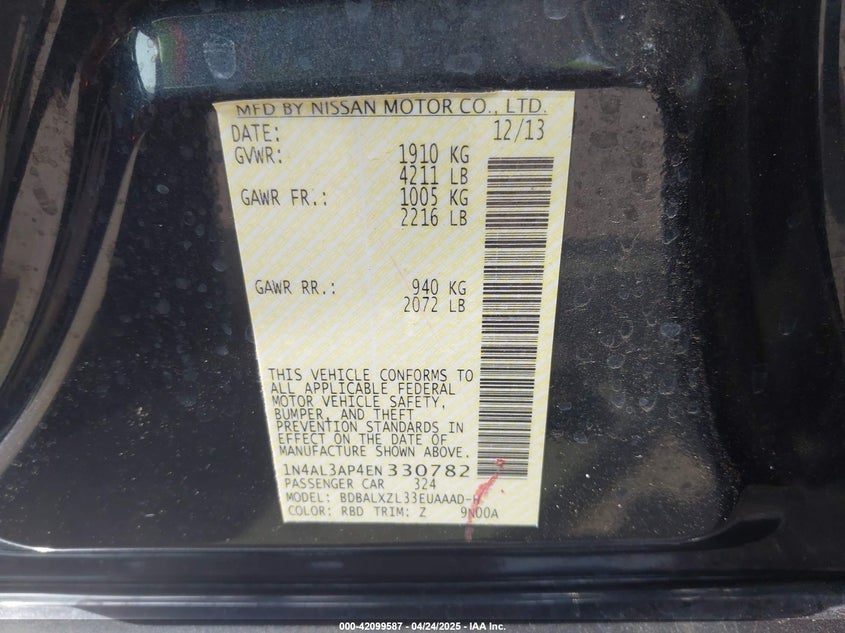 MFD BY NISSAN MOTOR CO., LTD.
DATE: 12/13
GVWR: 1910 KG
4211 LB
GAWR FR.: 1005 KG
2216 LB
GAWR RR.: 940 KG
2072 LB
THIS VEHICLE CONFORMS TO
ALL APPLICABLE FEDERAL
MOTOR VEHICLE SAFETY,
BUMPER, AND THEFT
PREVENTION STANDARDS IN
EFFECT ON THE DATE OF
MANUFACTURE SHOWN ABOVE.
1N4AL3AP4EN 330782
PASSENGER CAR 324
MODEL: BDBALXZL33EUAAAD-H
COLOR: RBD TRIM: Z 9N00A
000-42099587 - 04/24/2025 - IAA Inc.